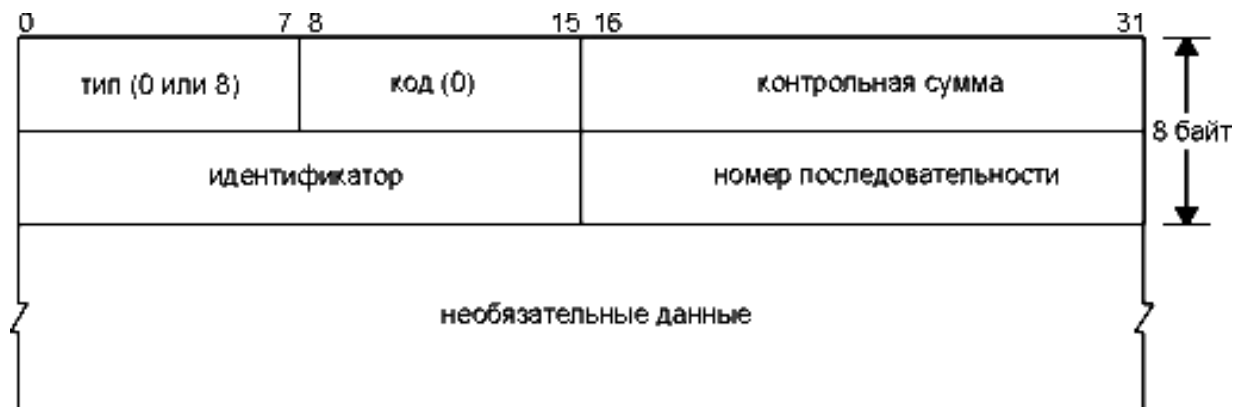 0 7 8 15 16 31
тип (0 или 8) код (0) контрольная сумма
8 байт
идентификатор номер последовательности
необязательные данные